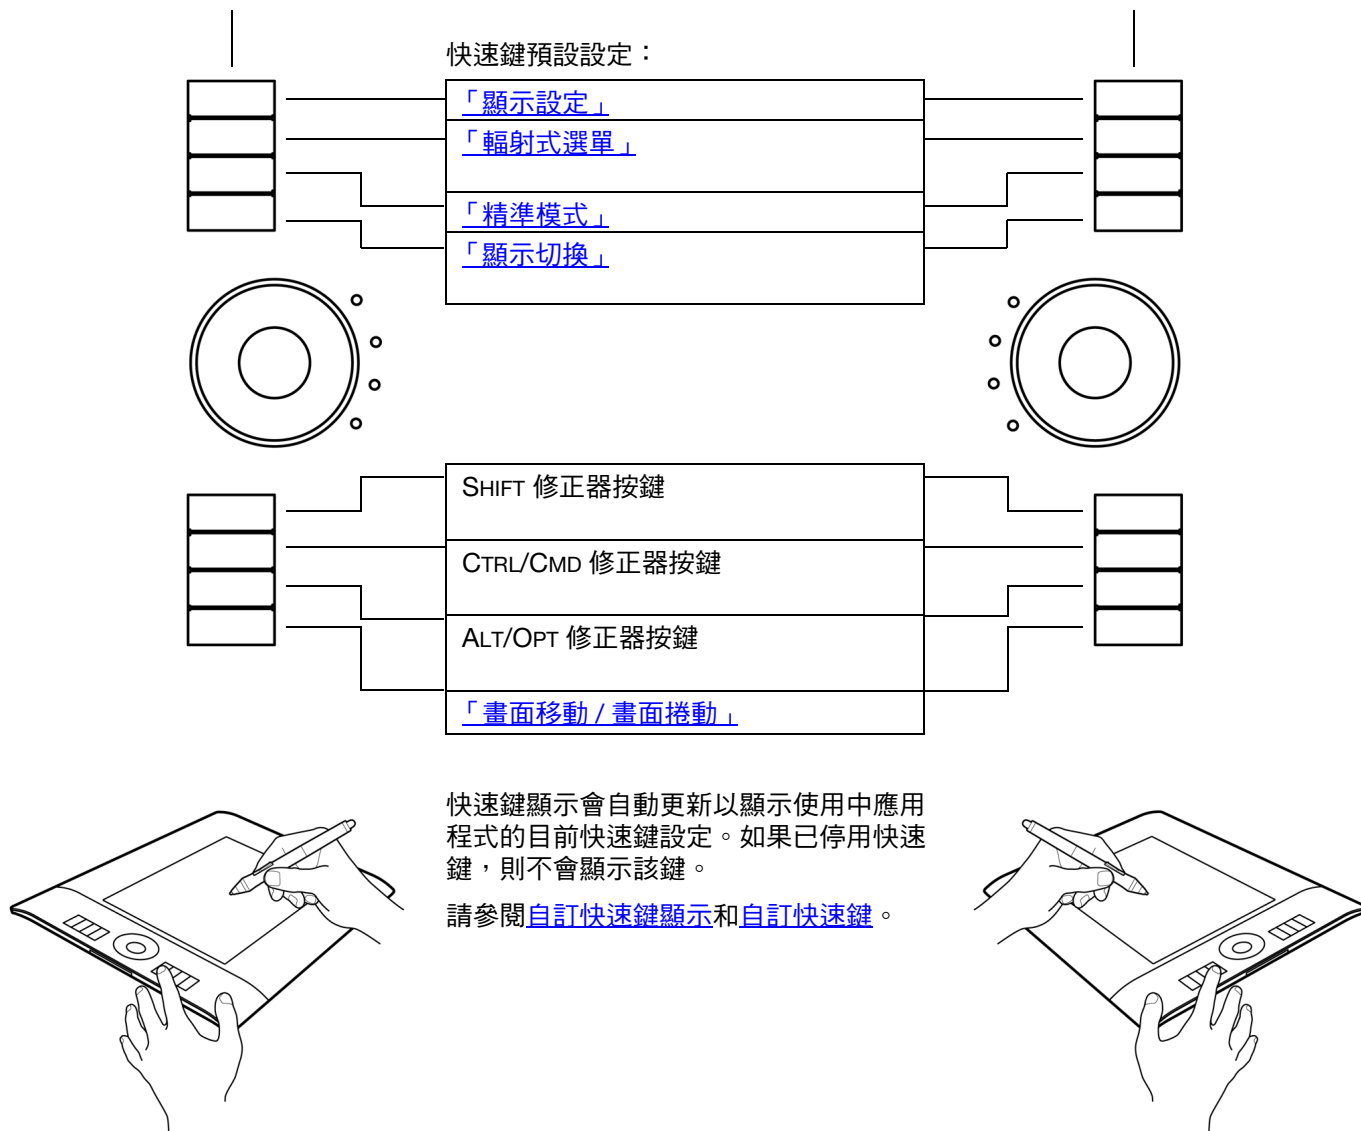 快速鍵預設設定：
「顯示設定」
「輻射式選單」
「精準模式」
「顯示切換」
SHIFT 修正器按鍵
CTRL/CMD 修正器按鍵
ALT/OPT 修正器按鍵
「畫面移動 / 畫面捲動」
快速鍵顯示會自動更新以顯示使用中應用
程式的目前快速鍵設定。如果已停用快速
鍵，則不會顯示該鍵。
請參閱自訂快速鍵顯示和自訂快速鍵。